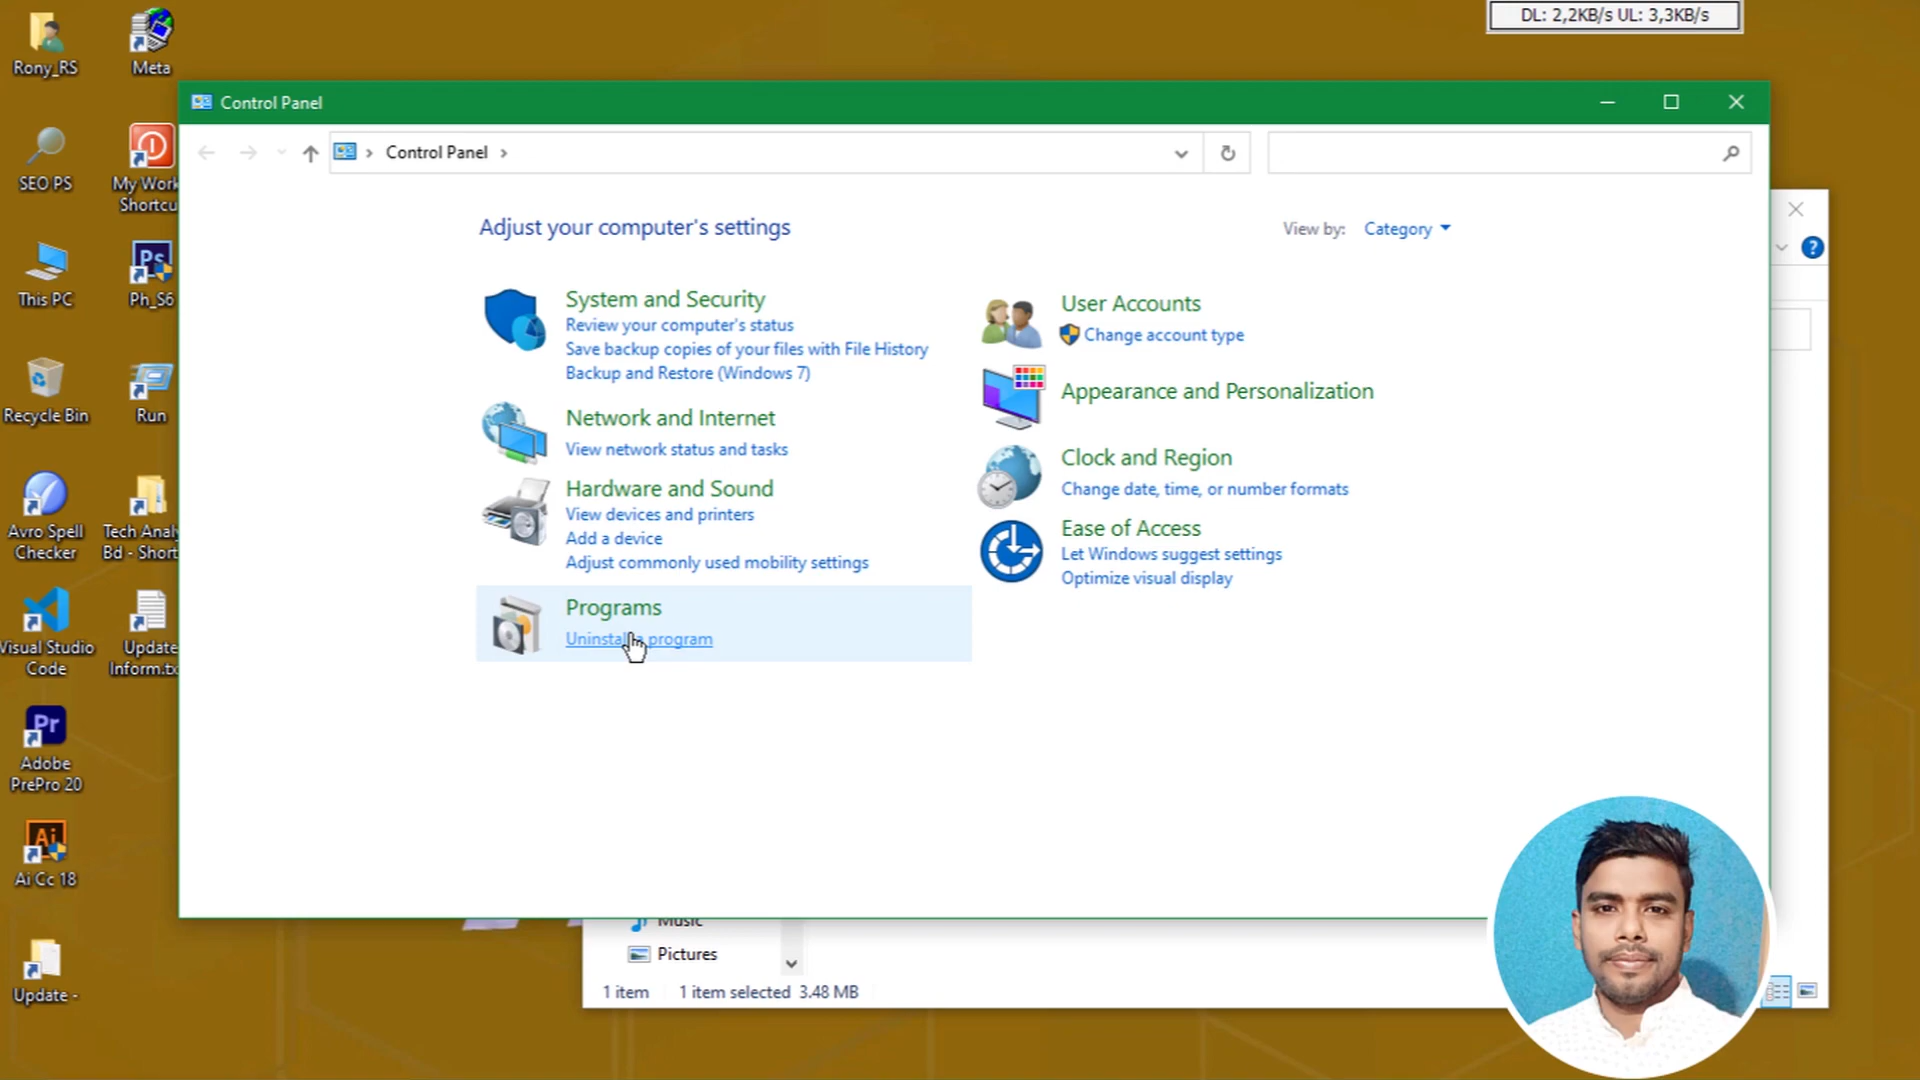 DL: 2,2KB/s UL: 3,3KB/s
Rony_RS
Meta
SEO PS
My Work
Shortcu
This PC
Ph_S6
Recycle Bin
Run
Avro Spell
Checker
Tech Analy
Bd - Short
Visual Studio
Code
Update
Inform.tx
Adobe
PrePro 20
Ai Cc 18
Update -
Control Panel
Control Panel
Adjust your computer's settings
View by: Category
System and Security
Review your computer's status
Save backup copies of your files with File History
Backup and Restore (Windows 7)
Network and Internet
View network status and tasks
Hardware and Sound
View devices and printers
Add a device
Adjust commonly used mobility settings
Programs
Uninstall a program
User Accounts
Change account type
Appearance and Personalization
Clock and Region
Change date, time, or number formats
Ease of Access
Let Windows suggest settings
Optimize visual display
Music
Pictures
1 item 1 item selected 3.48 MB